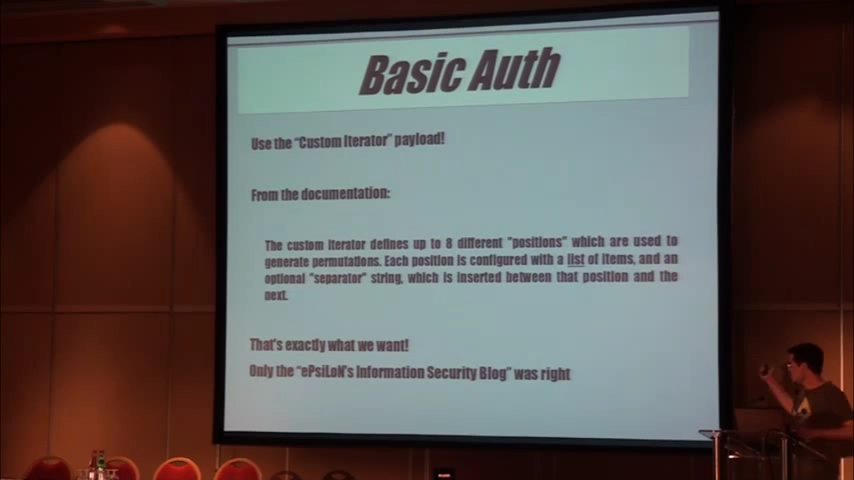 Basic Auth
Use the "Custom Iterator" payload!
From the documentation:
The custom iterator defines up to 8 different "positions" which are used to
generate permutations. Each position is configured with a list of items, and an
optional "separator" string, which is inserted between that position and the
next.
That's exactly what we want!
Only the "ePsiLoN's Information Security Blog" was right